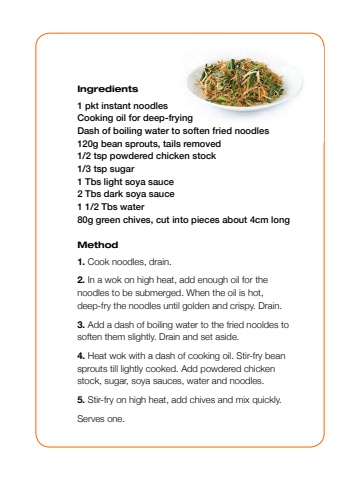 Ingredients
1 pkt instant noodles
Cooking oil for deep-frying
Dash of boiling water to soften fried noodles
120g bean sprouts, tails removed
1/2 tsp powdered chicken stock
1/3 tsp sugar
1 Tbs light soya sauce
2 Tbs dark soya sauce
1 1/2 Tbs water
80g green chives, cut into pieces about 4cm long
Method
1. Cook noodles, drain.
2. In a wok on high heat, add enough oil for the
noodles to be submerged. When the oil is hot,
deep-fry the noodles until golden and crispy. Drain.
3. Add a dash of boiling water to the fried nooldes to
soften them slightly. Drain and set aside.
4. Heat wok with a dash of cooking oil. Stir-fry bean
sprouts till lightly cooked. Add powdered chicken
stock, sugar, soya sauces, water and noodles.
5. Stir-fry on high heat, add chives and mix quickly.
Serves one.